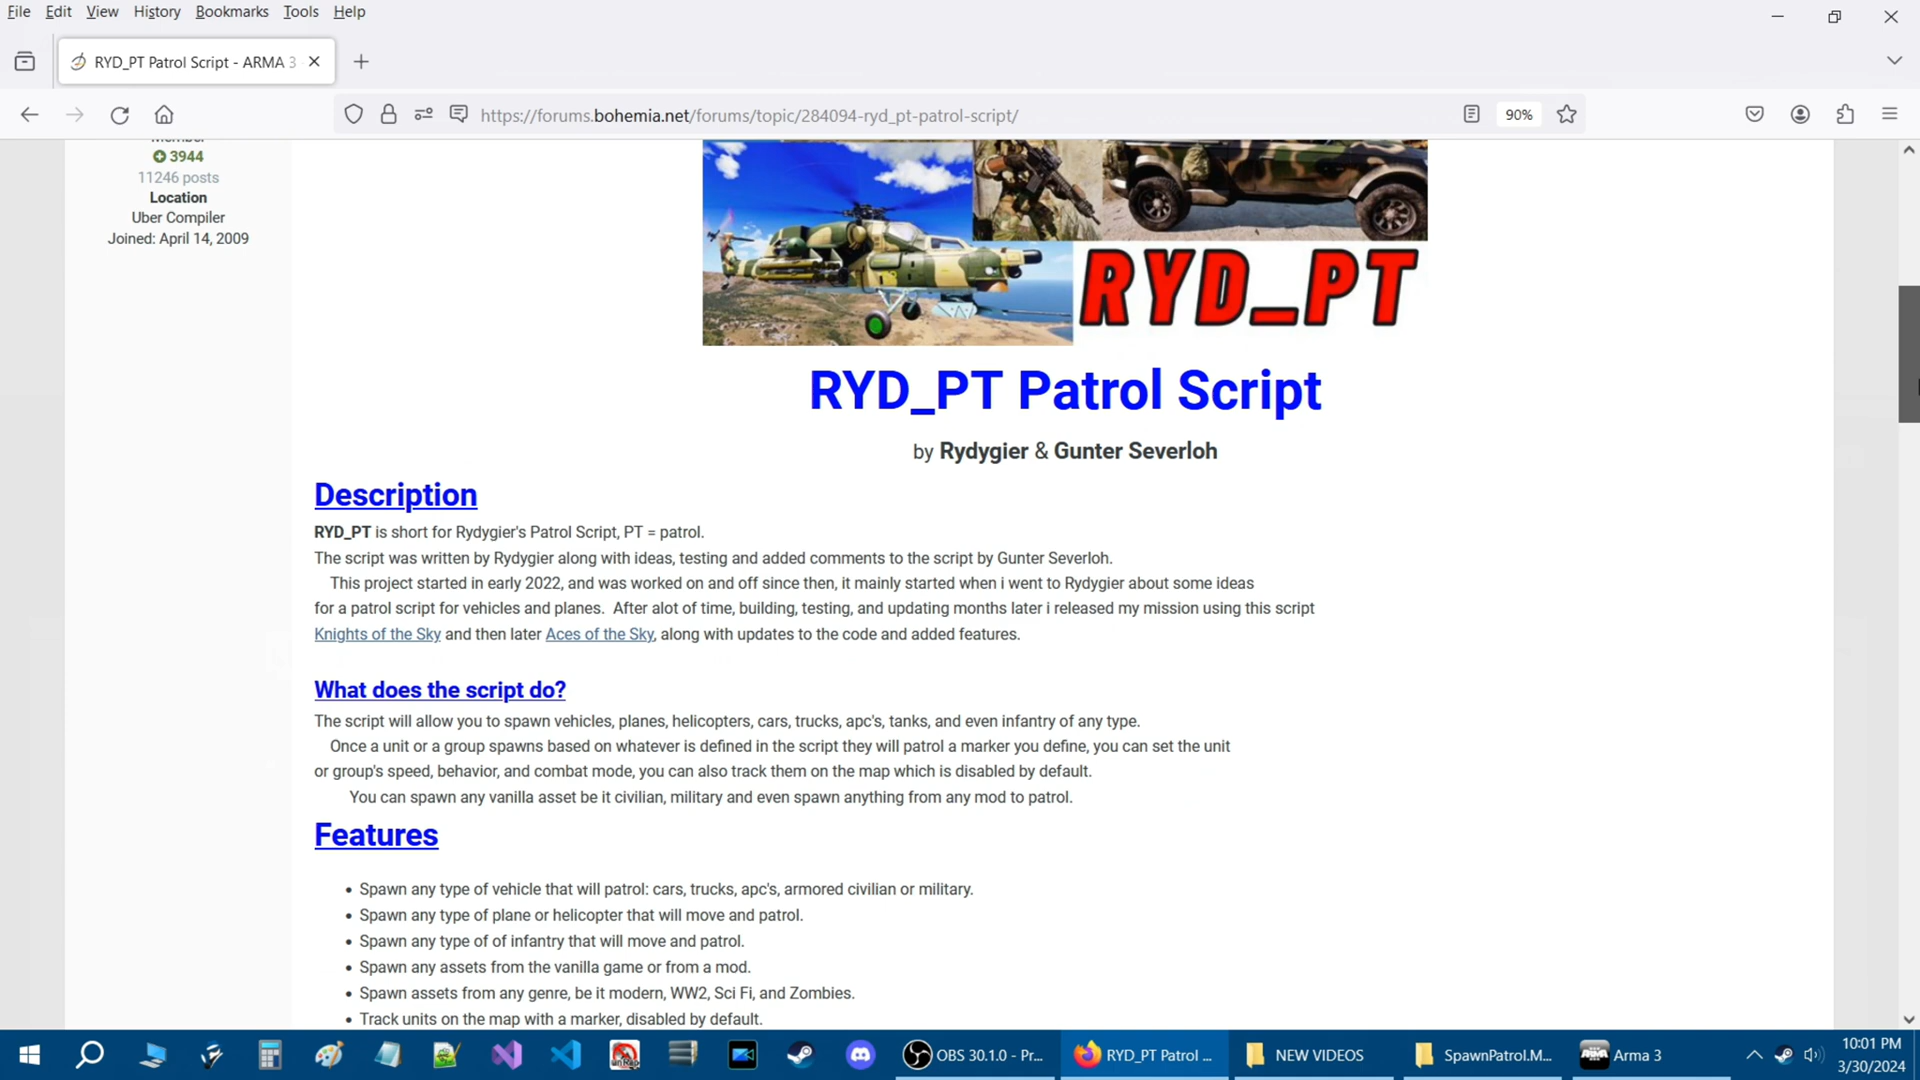 File Edit View History Bookmarks Tools Help
RYD_PT Patrol Script - ARMA 3
https://forums.bohemia.net/forums/topic/284094-ryd_pt-patrol-script/
90%
Member
3944
11246 posts
Location
Uber Compiler
Joined: April 14, 2009
RYD_PT
RYD_PT Patrol Script
by Rydygier & Gunter Severloh
Description
RYD_PT is short for Rydygier's Patrol Script, PT = patrol.
The script was written by Rydygier along with ideas, testing and added comments to the script by Gunter Severloh.
This project started in early 2022, and was worked on and off since then, it mainly started when i went to Rydygier about some ideas
for a patrol script for vehicles and planes. After alot of time, building, testing, and updating months later i released my mission using this script
Knights of the Sky and then later Aces of the Sky, along with updates to the code and added features.
What does the script do?
The script will allow you to spawn vehicles, planes, helicopters, cars, trucks, apc's, tanks, and even infantry of any type.
Once a unit or a group spawns based on whatever is defined in the script they will patrol a marker you define, you can set the unit
or group's speed, behavior, and combat mode, you can also track them on the map which is disabled by default.
You can spawn any vanilla asset be it civilian, military and even spawn anything from any mod to patrol.
Features
• Spawn any type of vehicle that will patrol: cars, trucks, apc's, armored civilian or military.
• Spawn any type of plane or helicopter that will move and patrol.
• Spawn any type of of infantry that will move and patrol.
• Spawn any assets from the vanilla game or from a mod.
• Spawn assets from any genre, be it modern, WW2, Sci Fi, and Zombies.
• Track units on the map with a marker, disabled by default.
OBS 30.1.0 - Pr...
RYD_PT Patrol ...
NEW VIDEOS
SpawnPatrol.M...
Arma 3
10:01 PM
3/30/2024